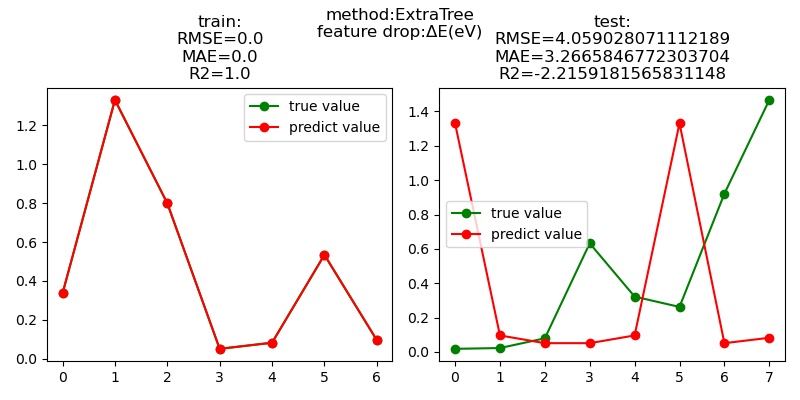 method:ExtraTree
feature drop:ΔE(eV)
train:
RMSE=0.0
MAE=0.0
R2=1.0
true value
predict value
1.2
1.0
0.8
0.6
0.4
0.2
0.0
0 1 2 3 4 5 6
test:
RMSE=4.059028071112189
MAE=3.2665846772303704
R2=-2.2159181565831148
true value
predict value
1.4
1.2
1.0
0.8
0.6
0.4
0.2
0.0
0 1 2 3 4 5 6 7